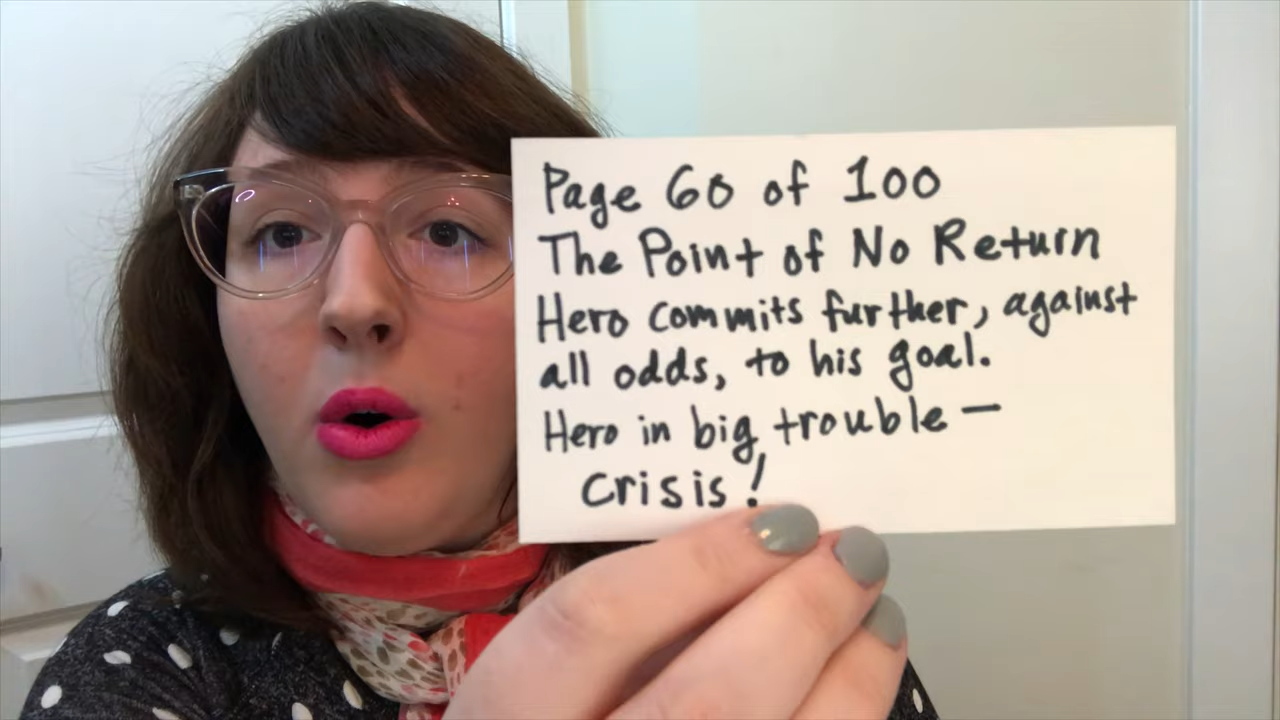 Page 60 of 100
The Point of No Return
Hero commits further, against
all odds, to his goal.
Hero in big trouble —
Crisis!